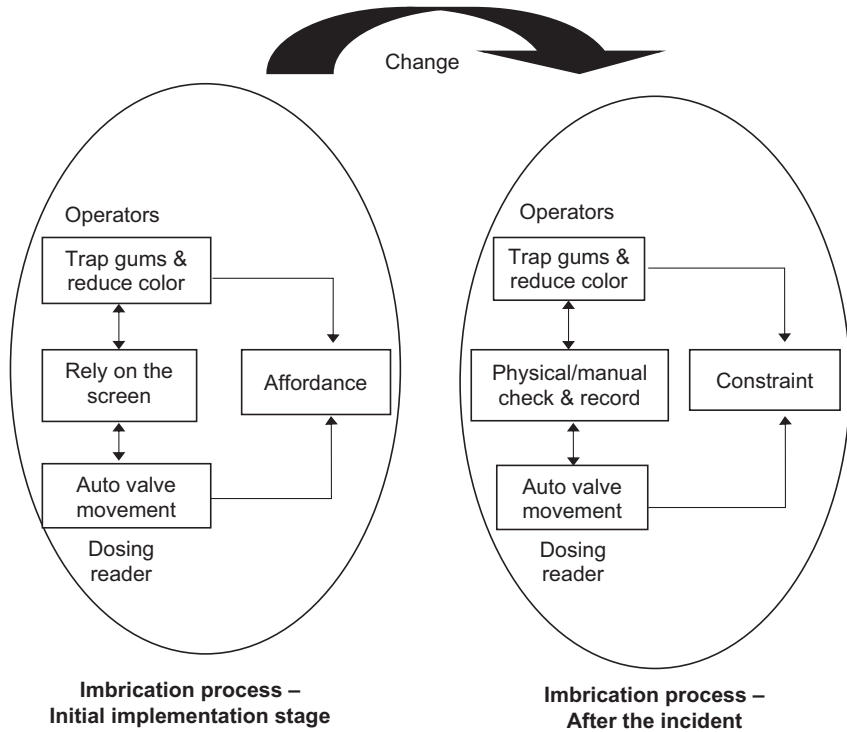 Change
Operators
Trap gums &
reduce color
Rely on the
screen
Affordance
Auto valve
movement
Dosing
reader
Imbrication process –
Initial implementation stage
Operators
Trap gums &
reduce color
Physical/manual
check & record
Constraint
Auto valve
movement
Dosing
reader
Imbrication process –
After the incident